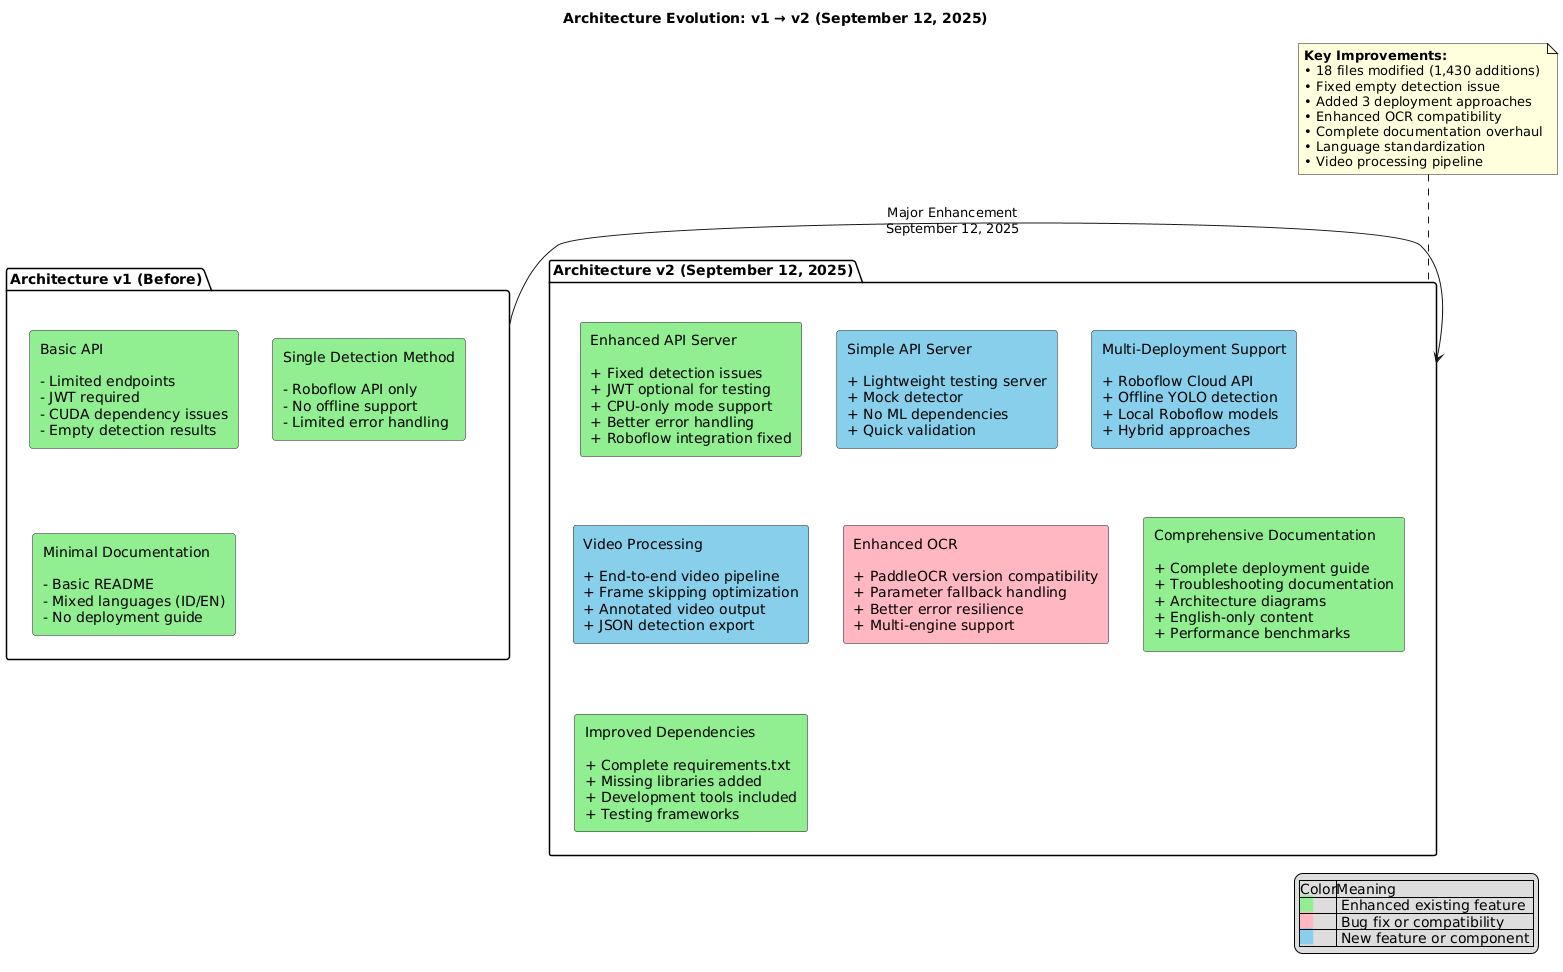 Architecture Evolution: v1 → v2 (September 12, 2025)
Key Improvements:
• 18 files modified (1,430 additions)
• Fixed empty detection issue
• Added 3 deployment approaches
• Enhanced OCR compatibility
• Complete documentation overhaul
• Language standardization
• Video processing pipeline
Major Enhancement
September 12, 2025
Architecture v1 (Before)
Basic API
- Limited endpoints
- JWT required
- CUDA dependency issues
- Empty detection results
Single Detection Method
- Roboflow API only
- No offline support
- Limited error handling
Minimal Documentation
- Basic README
- Mixed languages (ID/EN)
- No deployment guide
Architecture v2 (September 12, 2025)
Enhanced API Server
+ Fixed detection issues
+ JWT optional for testing
+ CPU-only mode support
+ Better error handling
+ Roboflow integration fixed
Simple API Server
+ Lightweight testing server
+ Mock detector
+ No ML dependencies
+ Quick validation
Multi-Deployment Support
+ Roboflow Cloud API
+ Offline YOLO detection
+ Local Roboflow models
+ Hybrid approaches
Video Processing
+ End-to-end video pipeline
+ Frame skipping optimization
+ Annotated video output
+ JSON detection export
Enhanced OCR
+ PaddleOCR version compatibility
+ Parameter fallback handling
+ Better error resilience
+ Multi-engine support
Comprehensive Documentation
+ Complete deployment guide
+ Troubleshooting documentation
+ Architecture diagrams
+ English-only content
+ Performance benchmarks
Improved Dependencies
+ Complete requirements.txt
+ Missing libraries added
+ Development tools included
+ Testing frameworks
Color Meaning
Enhanced existing feature
Bug fix or compatibility
New feature or component